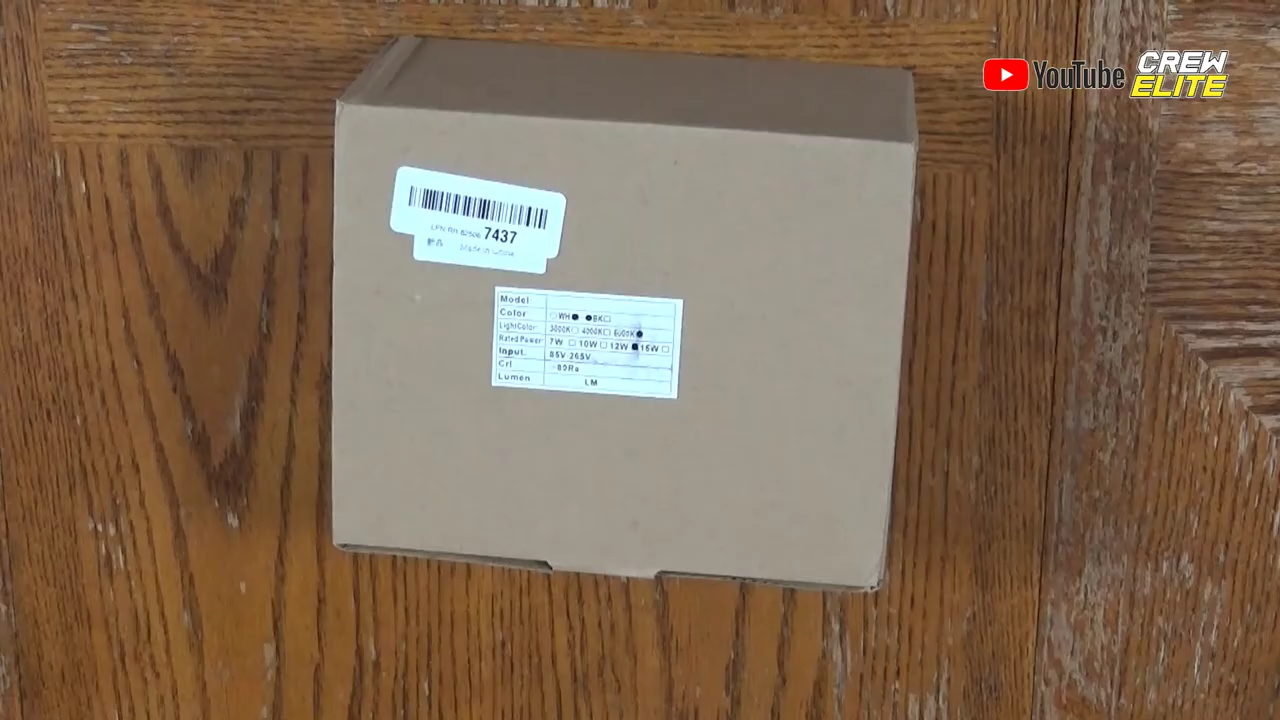 YouTube
CREW
ELITE
7437
Made in China
Model
Color WH BK
LightColor 3000K 4000K 6000K
Rated Power 7W 10W 12W 15W
Input. 85V-265V
CrI 80Ra
Lumen LM